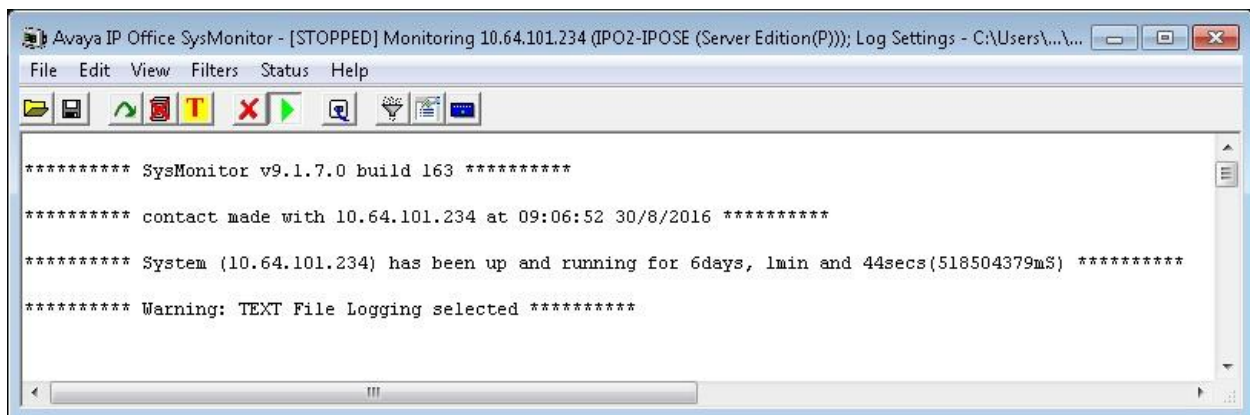 Avaya IP Office SysMonitor - [STOPPED] Monitoring 10.64.101.234 (IPO2-IPOSE (Server Edition(P))); Log Settings - C:\Users\...\...
File Edit View Filters Status Help
T
********** SysMonitor v9.1.7.0 build 163 **********
********** contact made with 10.64.101.234 at 09:06:52 30/8/2016 **********
********** System (10.64.101.234) has been up and running for 6days, 1min and 44secs(518504379mS) **********
********** Warning: TEXT File Logging selected **********